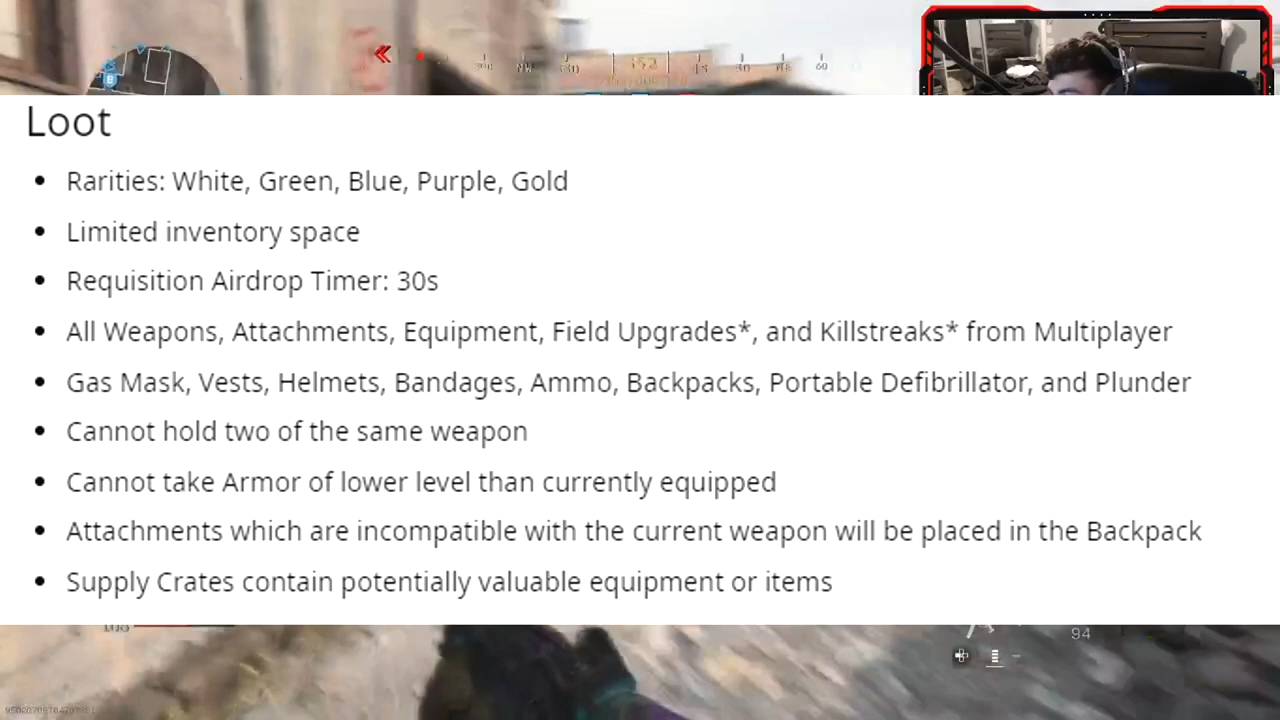 Loot
• Rarities: White, Green, Blue, Purple, Gold
• Limited inventory space
• Requisition Airdrop Timer: 30s
• All Weapons, Attachments, Equipment, Field Upgrades*, and Killstreaks* from Multiplayer
• Gas Mask, Vests, Helmets, Bandages, Ammo, Backpacks, Portable Defibrillator, and Plunder
• Cannot hold two of the same weapon
• Cannot take Armor of lower level than currently equipped
• Attachments which are incompatible with the current weapon will be placed in the Backpack
• Supply Crates contain potentially valuable equipment or items
94